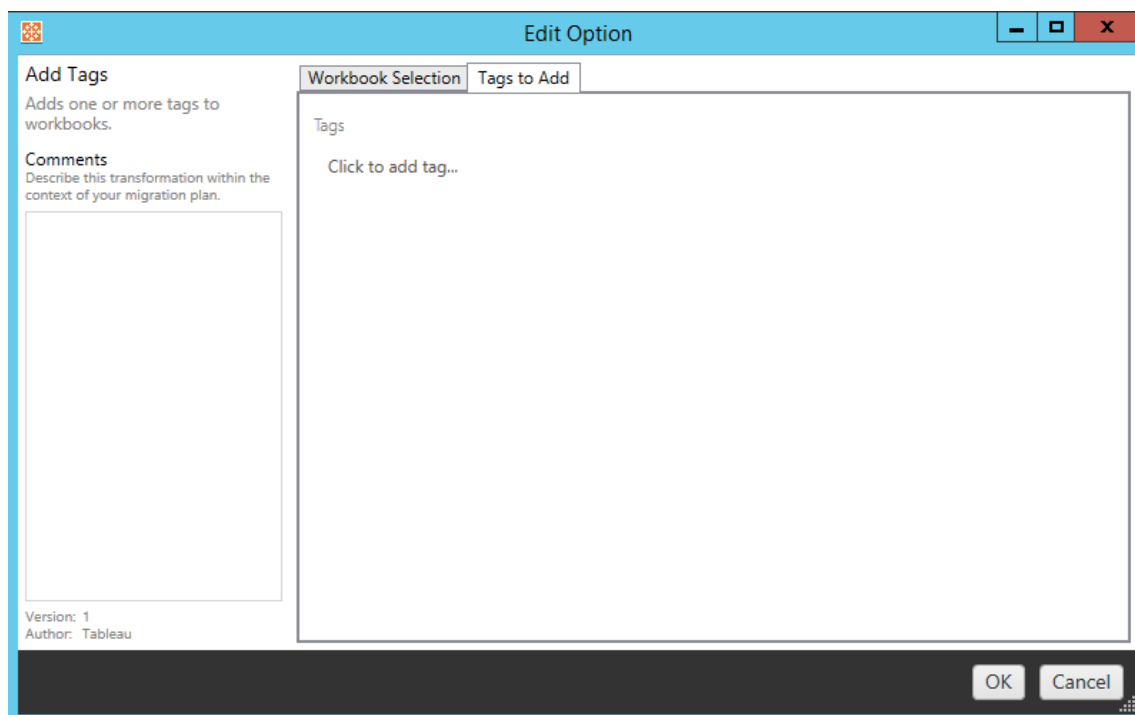 Edit Option
Add Tags
Adds one or more tags to
workbooks.
Comments
Describe this transformation within the
context of your migration plan.
Version: 1
Author: Tableau
Workbook Selection
Tags to Add
Tags
Click to add tag...
OK
Cancel